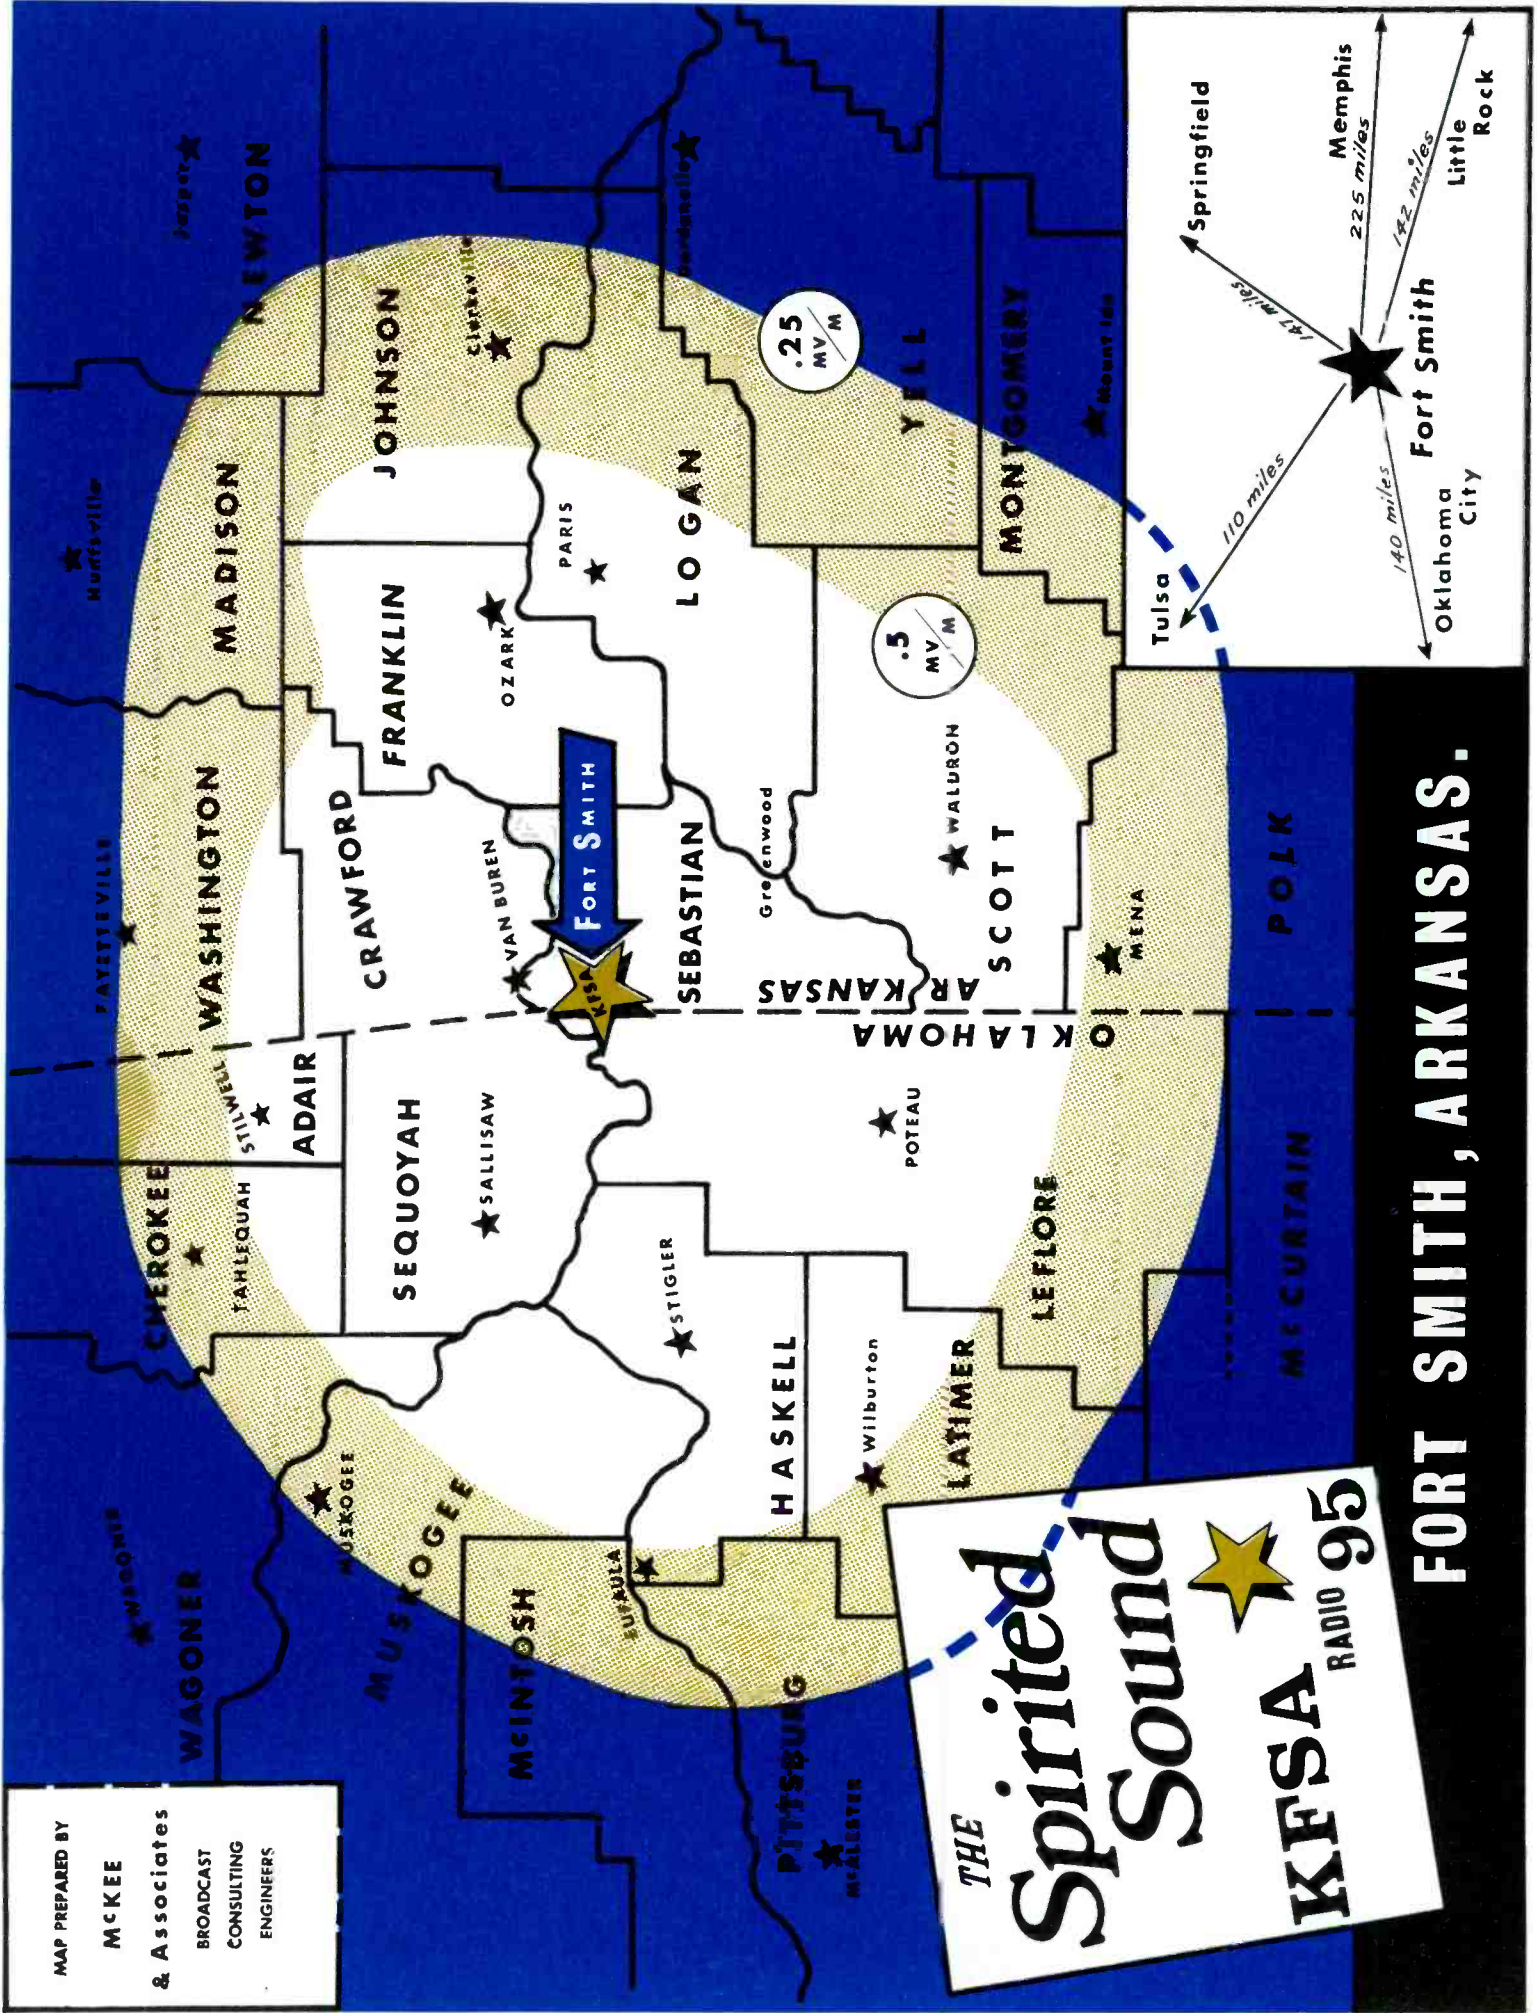 MAP PREPARED BY
McKEE
& Associates
BROADCAST
CONSULTING
ENGINEERS
WAGONER
WAGONER
MUSKOGEE
MUSKOGEE
McINTOSH
EUFAULA
PITTSBURG
McALESTER
CHEROKEE
TAHLEQUAH
STILWELL
ADAIR
SEQUOYAH
SALLISAW
STIGLER
HASKELL
Wilburton
LATIMER
LEFLORE
POTEAU
McCURTAIN
OKLAHOMA
ARKANSAS
FAYETTEVILLE
WASHINGTON
CRAWFORD
VAN BUREN
KFSA
FORT SMITH
SEBASTIAN
Greenwood
WALDRON
SCOTT
MENA
POLK
Huntsville
MADISON
FRANKLIN
OZARK
PARIS
LOGAN
.5
MV
M
Jasper
NEWTON
JOHNSON
Clarksville
Dardanelle
.25
MV
M
YELL
MONTGOMERY
Mount Ida
THE
Spirited
Sound
KFSA
RADIO 95
Tulsa
110 miles
Springfield
147 miles
Memphis
225 miles
142 miles
Little
Rock
Fort Smith
140 miles
Oklahoma
City
FORT SMITH, ARKANSAS.